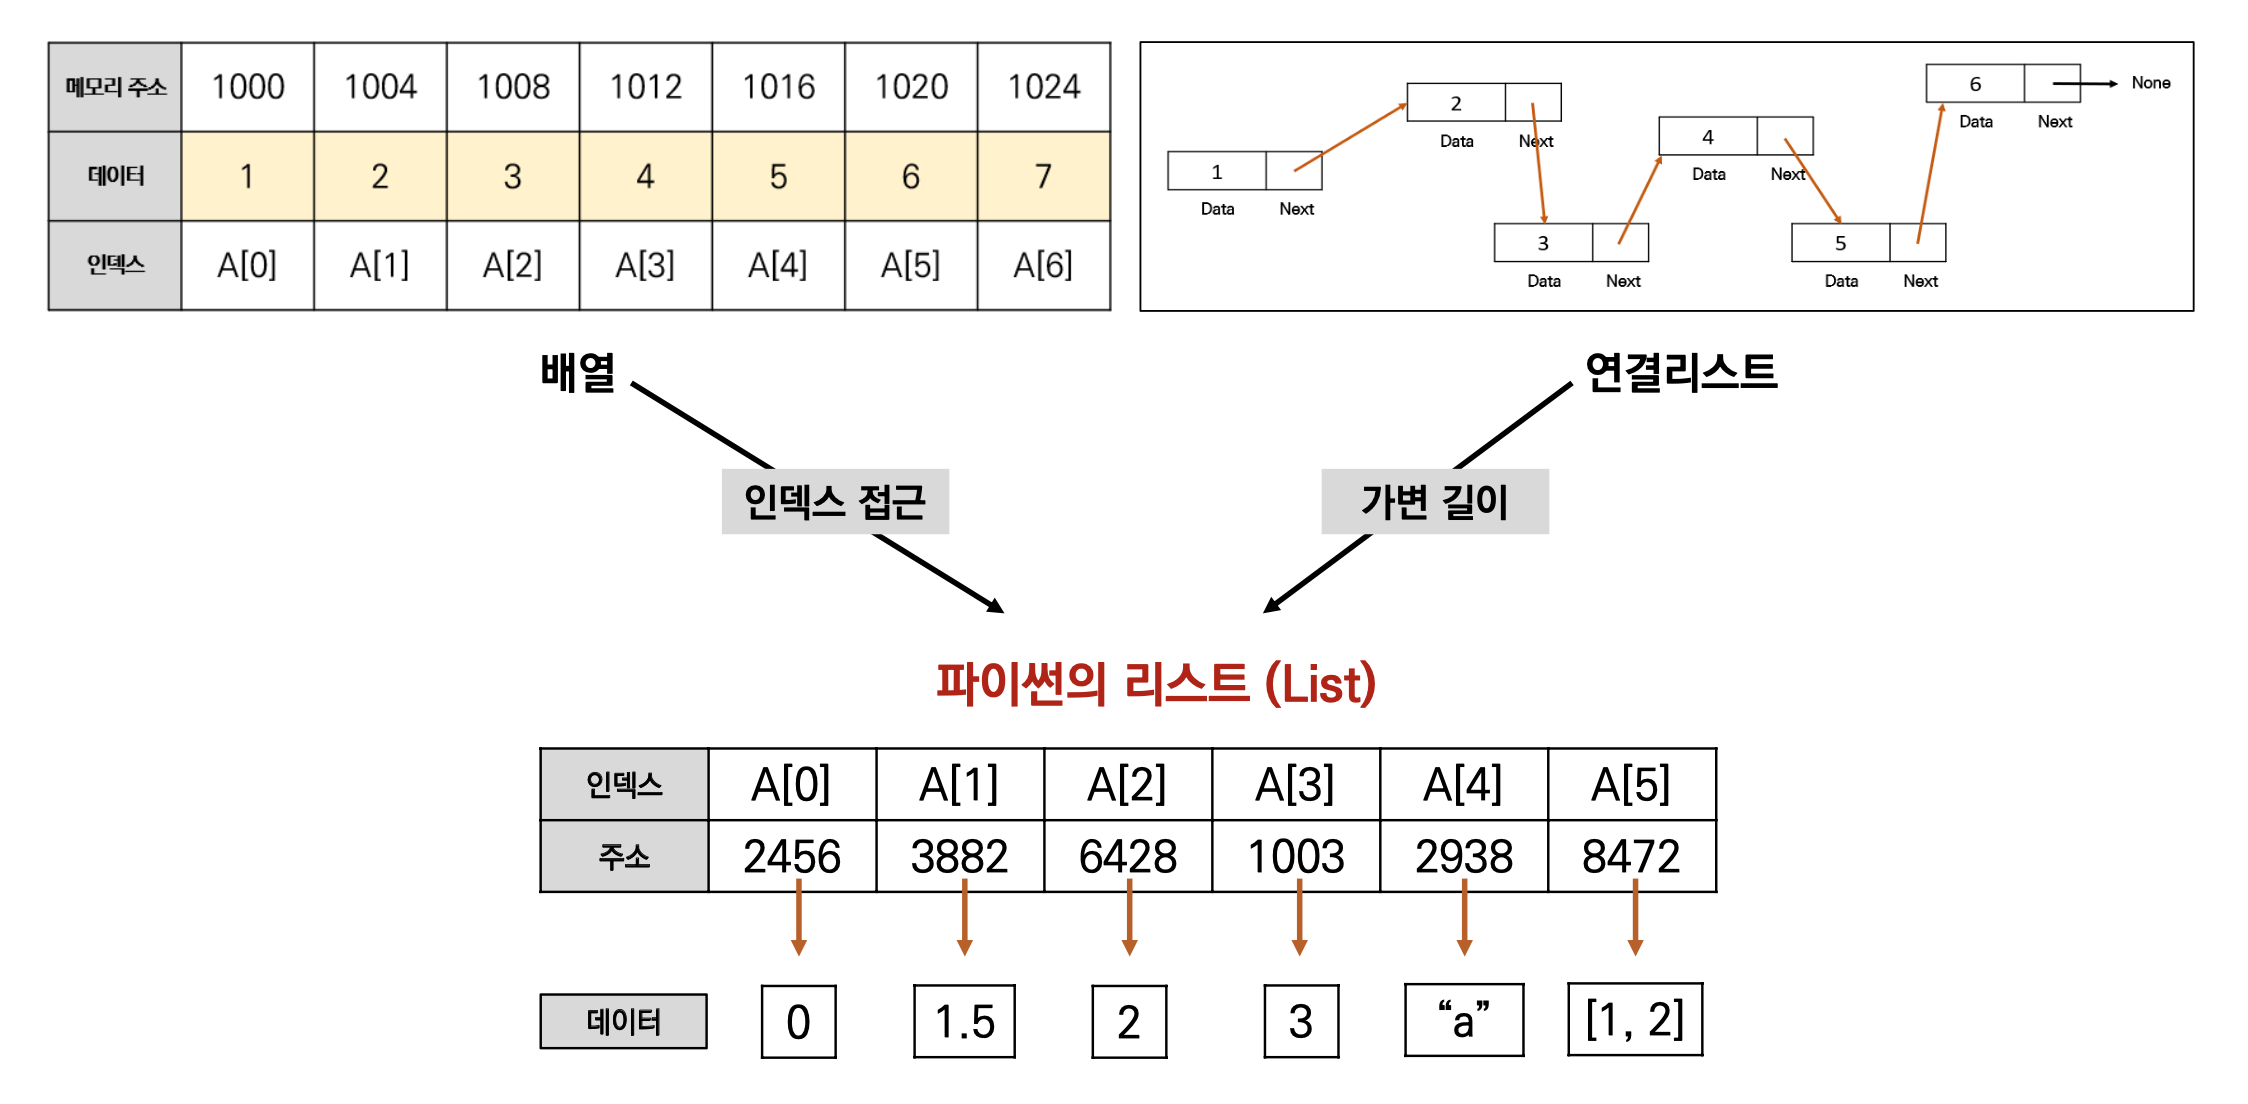 메모리 주소 1000 1004 1008 1012 1016 1020 1024
데이터 1 2 3 4 5 6 7
인덱스 A[0] A[1] A[2] A[3] A[4] A[5] A[6]
1
Data Next
2
Data Next
3
Data Next
4
Data Next
5
Data Next
6
Data Next
None
배열
연결리스트
인덱스 접근
가변 길이
파이썬의 리스트 (List)
인덱스 A[0] A[1] A[2] A[3] A[4] A[5]
주소 2456 3882 6428 1003 2938 8472
데이터 0 1.5 2 3 “a” [1, 2]